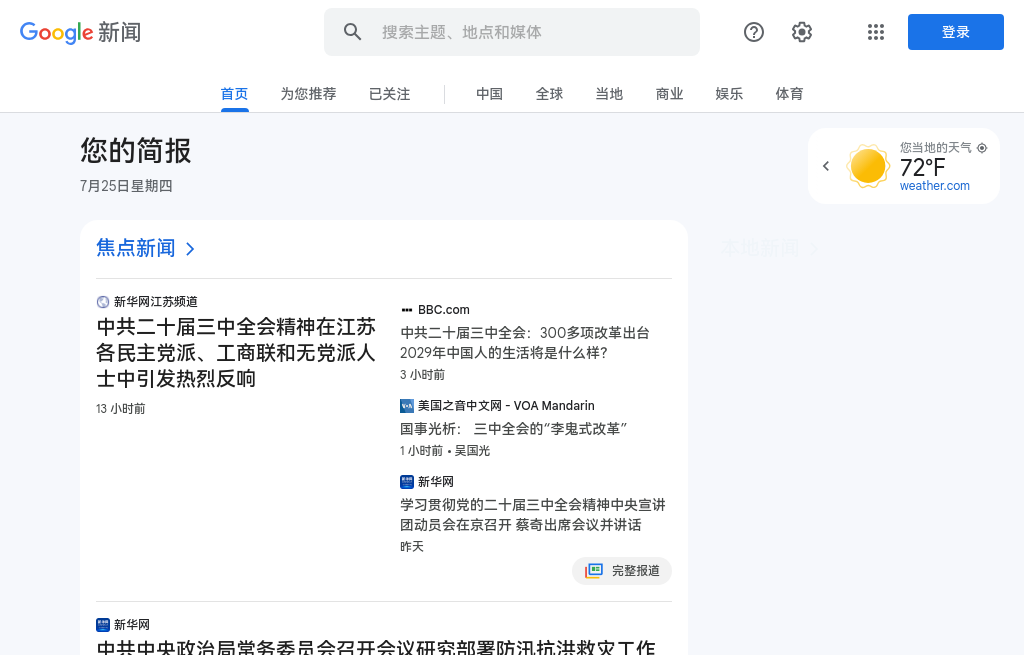 Google 新闻
搜索主题、地点和媒体
登录
首页
为您推荐
已关注
中国
全球
当地
商业
娱乐
体育
您的简报
7月25日星期四
您当地的天气
72°F
weather.com
焦点新闻
本地新闻
新华网江苏频道
中共二十届三中全会精神在江苏
各民主党派、工商联和无党派人
士中引发热烈反响
13 小时前
BBC.com
中共二十届三中全会：300多项改革出台
2029年中国人的生活将是什么样？
3 小时前
美国之音中文网 - VOA Mandarin
国事光析： 三中全会的“李鬼式改革”
1 小时前 • 吴国光
新华网
学习贯彻党的二十届三中全会精神中央宣讲
团动员会在京召开 蔡奇出席会议并讲话
昨天
完整报道
新华网
中共中央政治局常务委员会召开会议研究部署防汛抗洪救灾工作